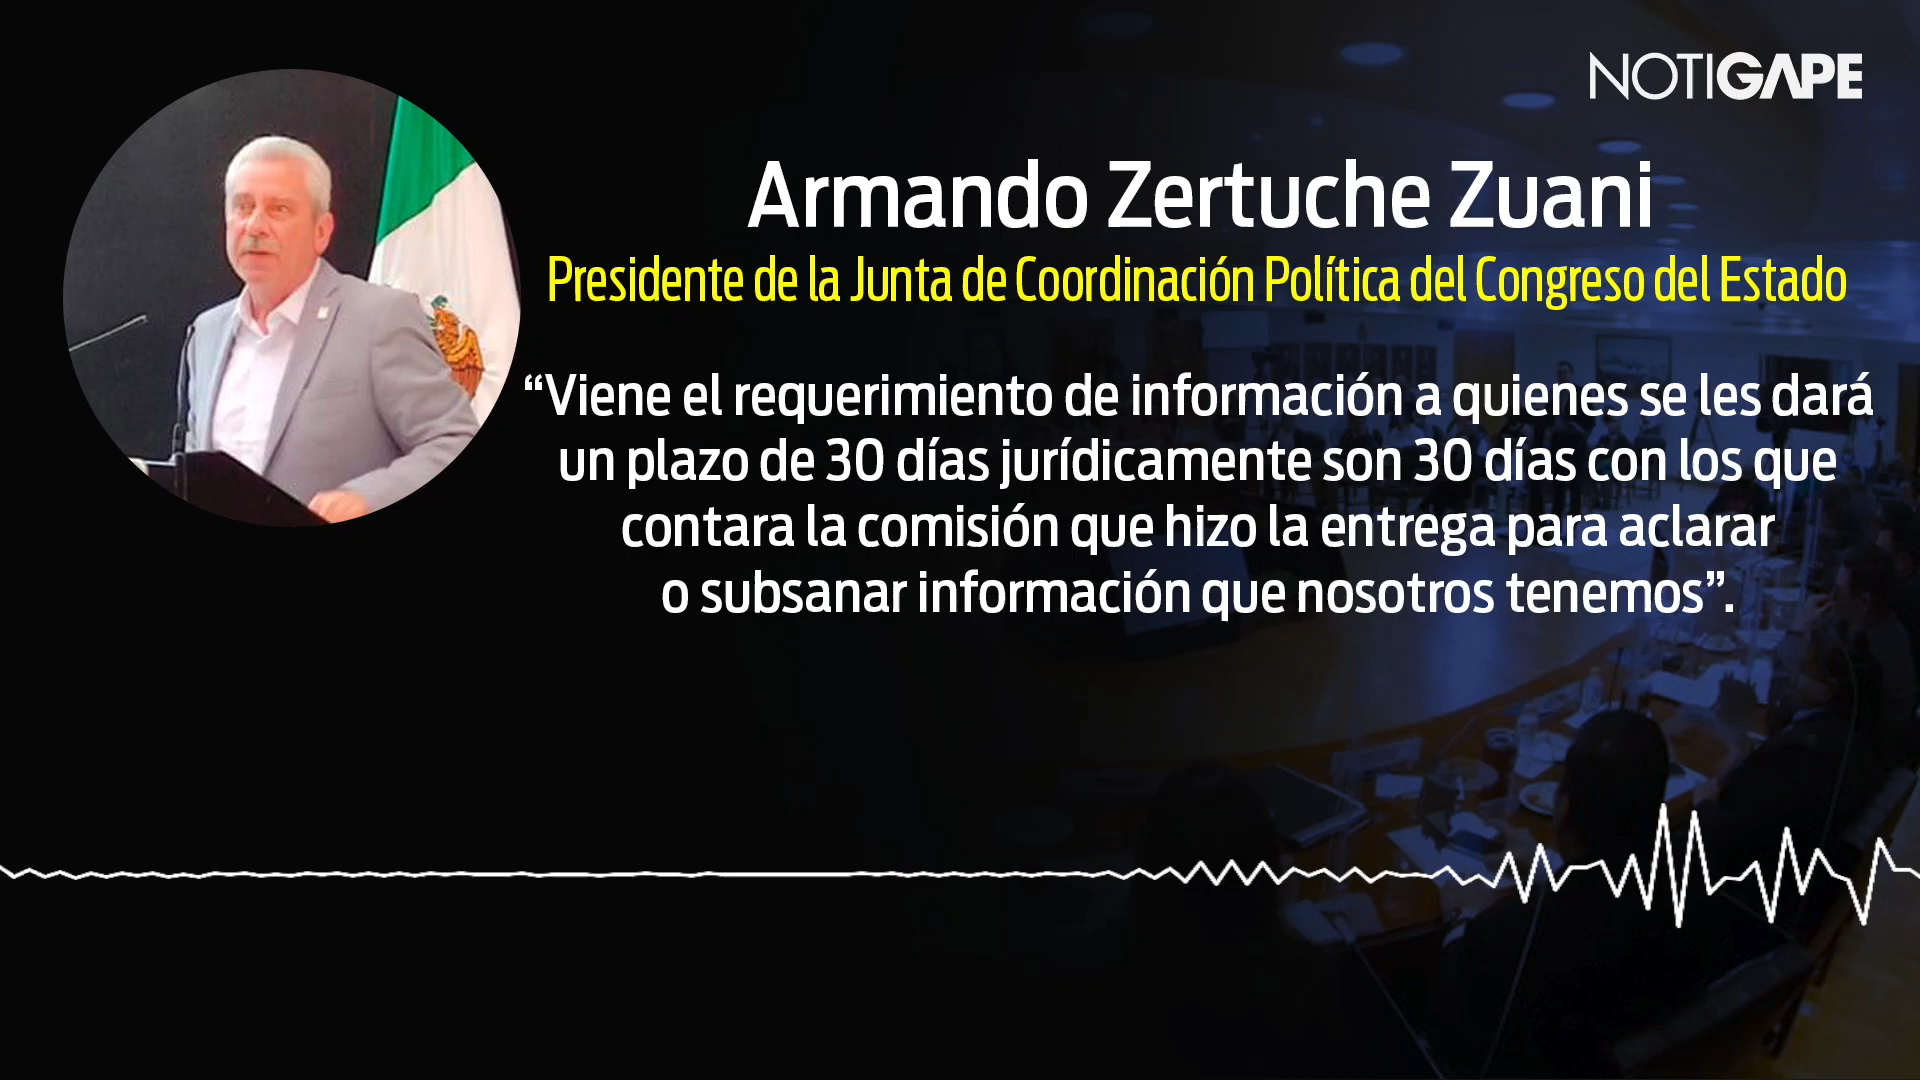 NOTIGAPE
Armando Zertuche Zuani
Presidente de la Junta de Coordinación Política del Congreso del Estado
“Viene el requerimiento de información a quienes se les dará
un plazo de 30 días jurídicamente son 30 días con los que
contara la comisión que hizo la entrega para aclarar
o subsanar información que nosotros tenemos”.